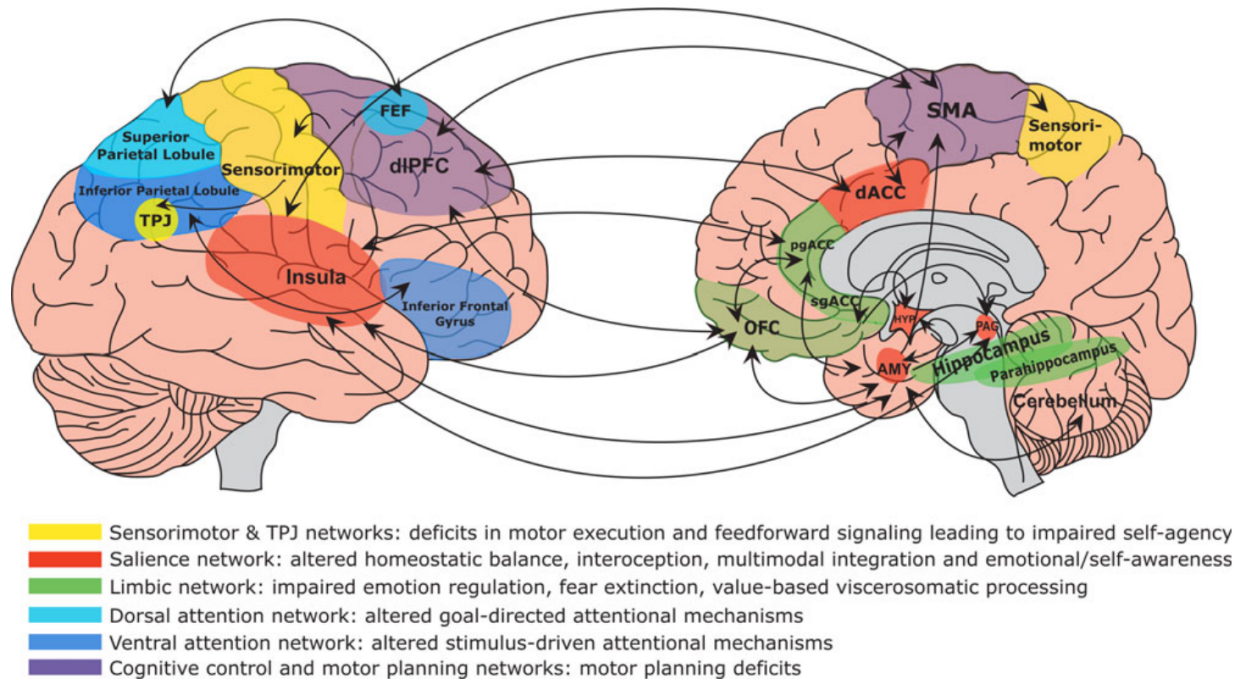 FEF
Superior
Parietal Lobule
Sensorimotor
dlPFC
Inferior Parietal Lobule
TPJ
Insula
Inferior Frontal
Gyrus
SMA
Sensori-
motor
dACC
pgACC
sgACC
HYP
PAG
OFC
AMY
Hippocampus
Parahippocampus
Cerebellum
Sensorimotor & TPJ networks: deficits in motor execution and feedforward signaling leading to impaired self-agency
Salience network: altered homeostatic balance, interoception, multimodal integration and emotional/self-awareness
Limbic network: impaired emotion regulation, fear extinction, value-based viscerosomatic processing
Dorsal attention network: altered goal-directed attentional mechanisms
Ventral attention network: altered stimulus-driven attentional mechanisms
Cognitive control and motor planning networks: motor planning deficits